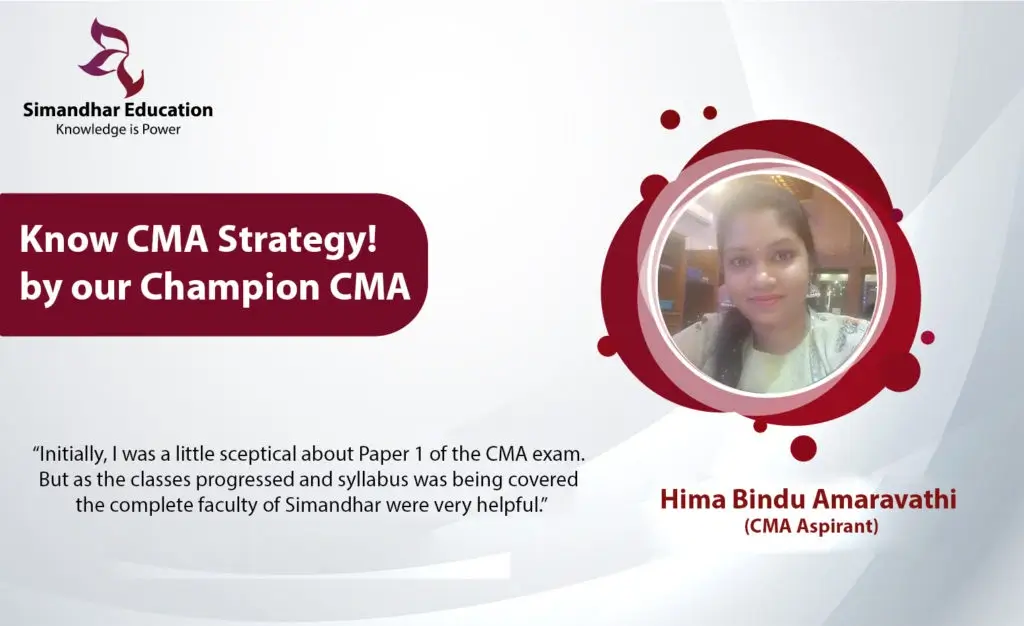 Simandhar Education
Knowledge is Power
Know CMA Strategy!
by our Champion CMA
“Initially, I was a little sceptical about Paper 1 of the CMA exam.
But as the classes progressed and syllabus was being covered
the complete faculty of Simandhar were very helpful.”
Hima Bindu Amaravathi
(CMA Aspirant)